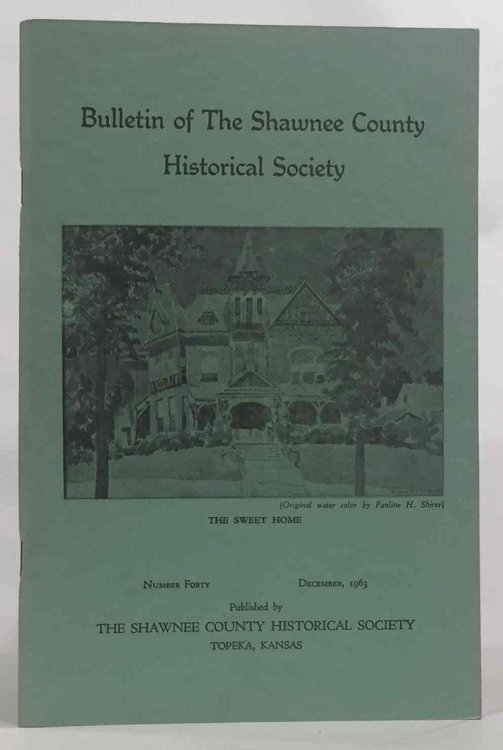 Bulletin of The Shawnee County
Historical Society
(Original water color by Pauline H. Shirer)
THE SWEET HOME
NUMBER FORTY DECEMBER, 1963
Published by
THE SHAWNEE COUNTY HISTORICAL SOCIETY
TOPEKA, KANSAS